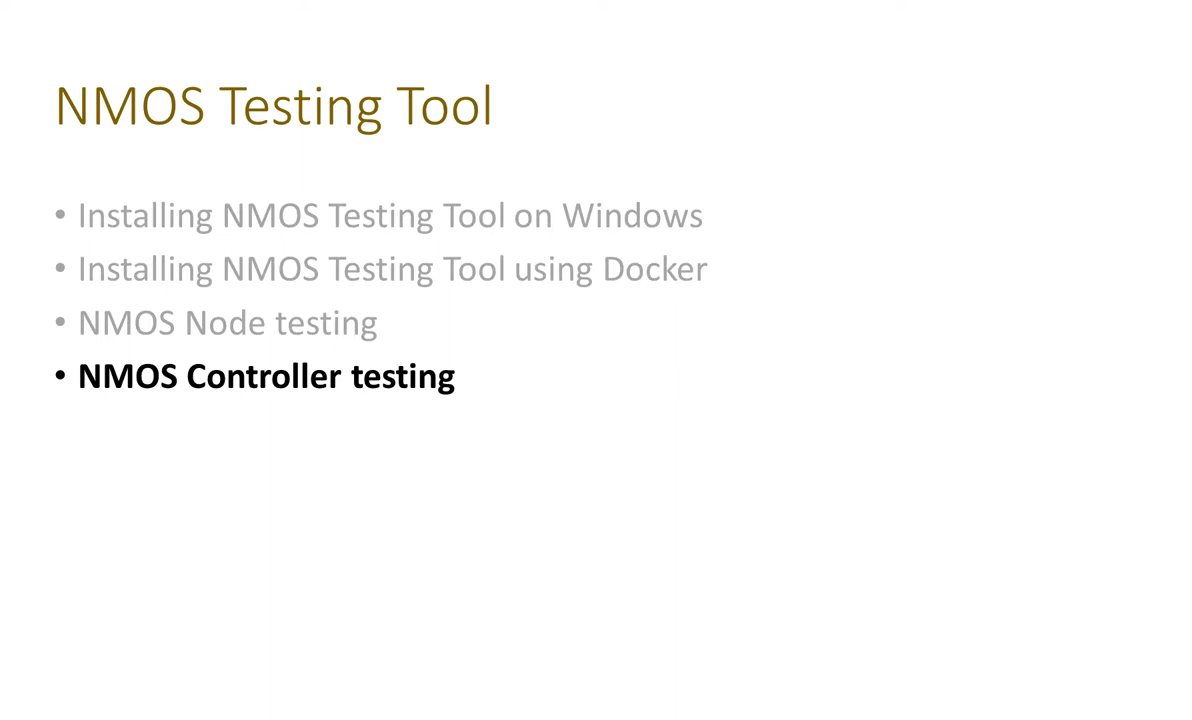 NMOS Testing Tool
• Installing NMOS Testing Tool on Windows
• Installing NMOS Testing Tool using Docker
• NMOS Node testing
• NMOS Controller testing